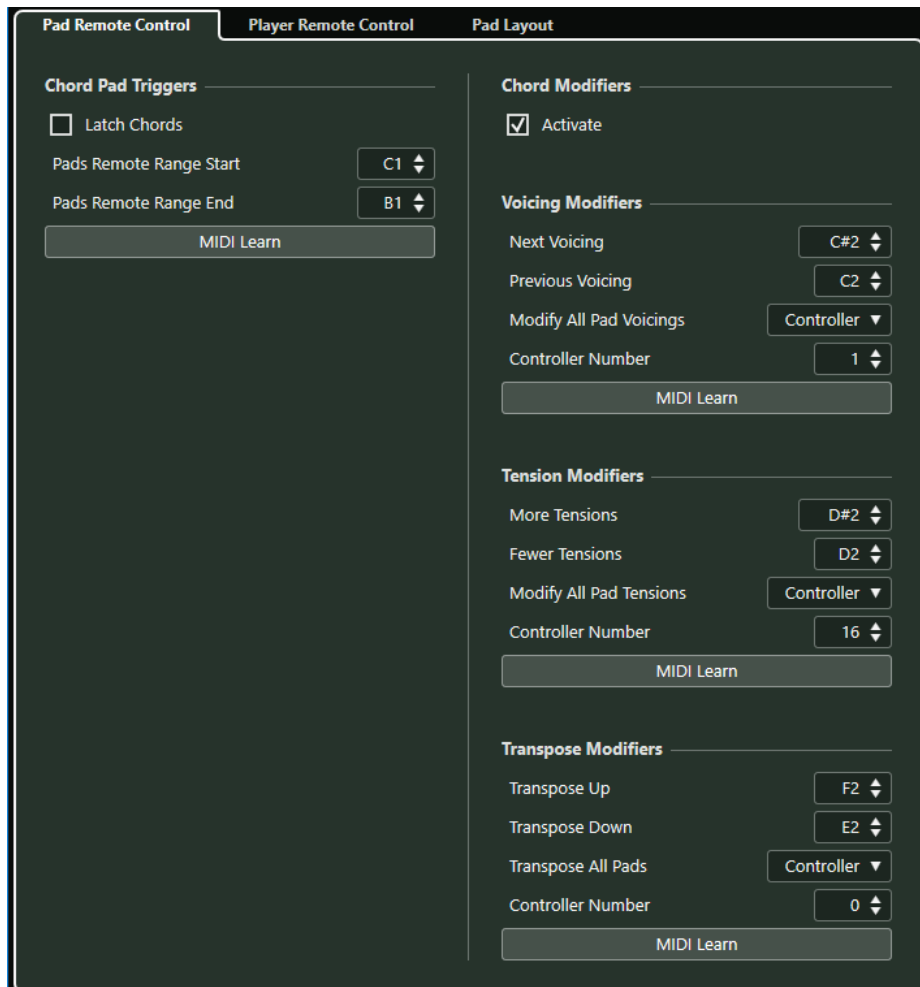 Pad Remote Control
Player Remote Control
Pad Layout
Chord Pad Triggers
Latch Chords
Pads Remote Range Start C1
Pads Remote Range End B1
MIDI Learn
Chord Modifiers
Activate
Voicing Modifiers
Next Voicing C#2
Previous Voicing C2
Modify All Pad Voicings Controller
Controller Number 1
MIDI Learn
Tension Modifiers
More Tensions D#2
Fewer Tensions D2
Modify All Pad Tensions Controller
Controller Number 16
MIDI Learn
Transpose Modifiers
Transpose Up F2
Transpose Down E2
Transpose All Pads Controller
Controller Number 0
MIDI Learn